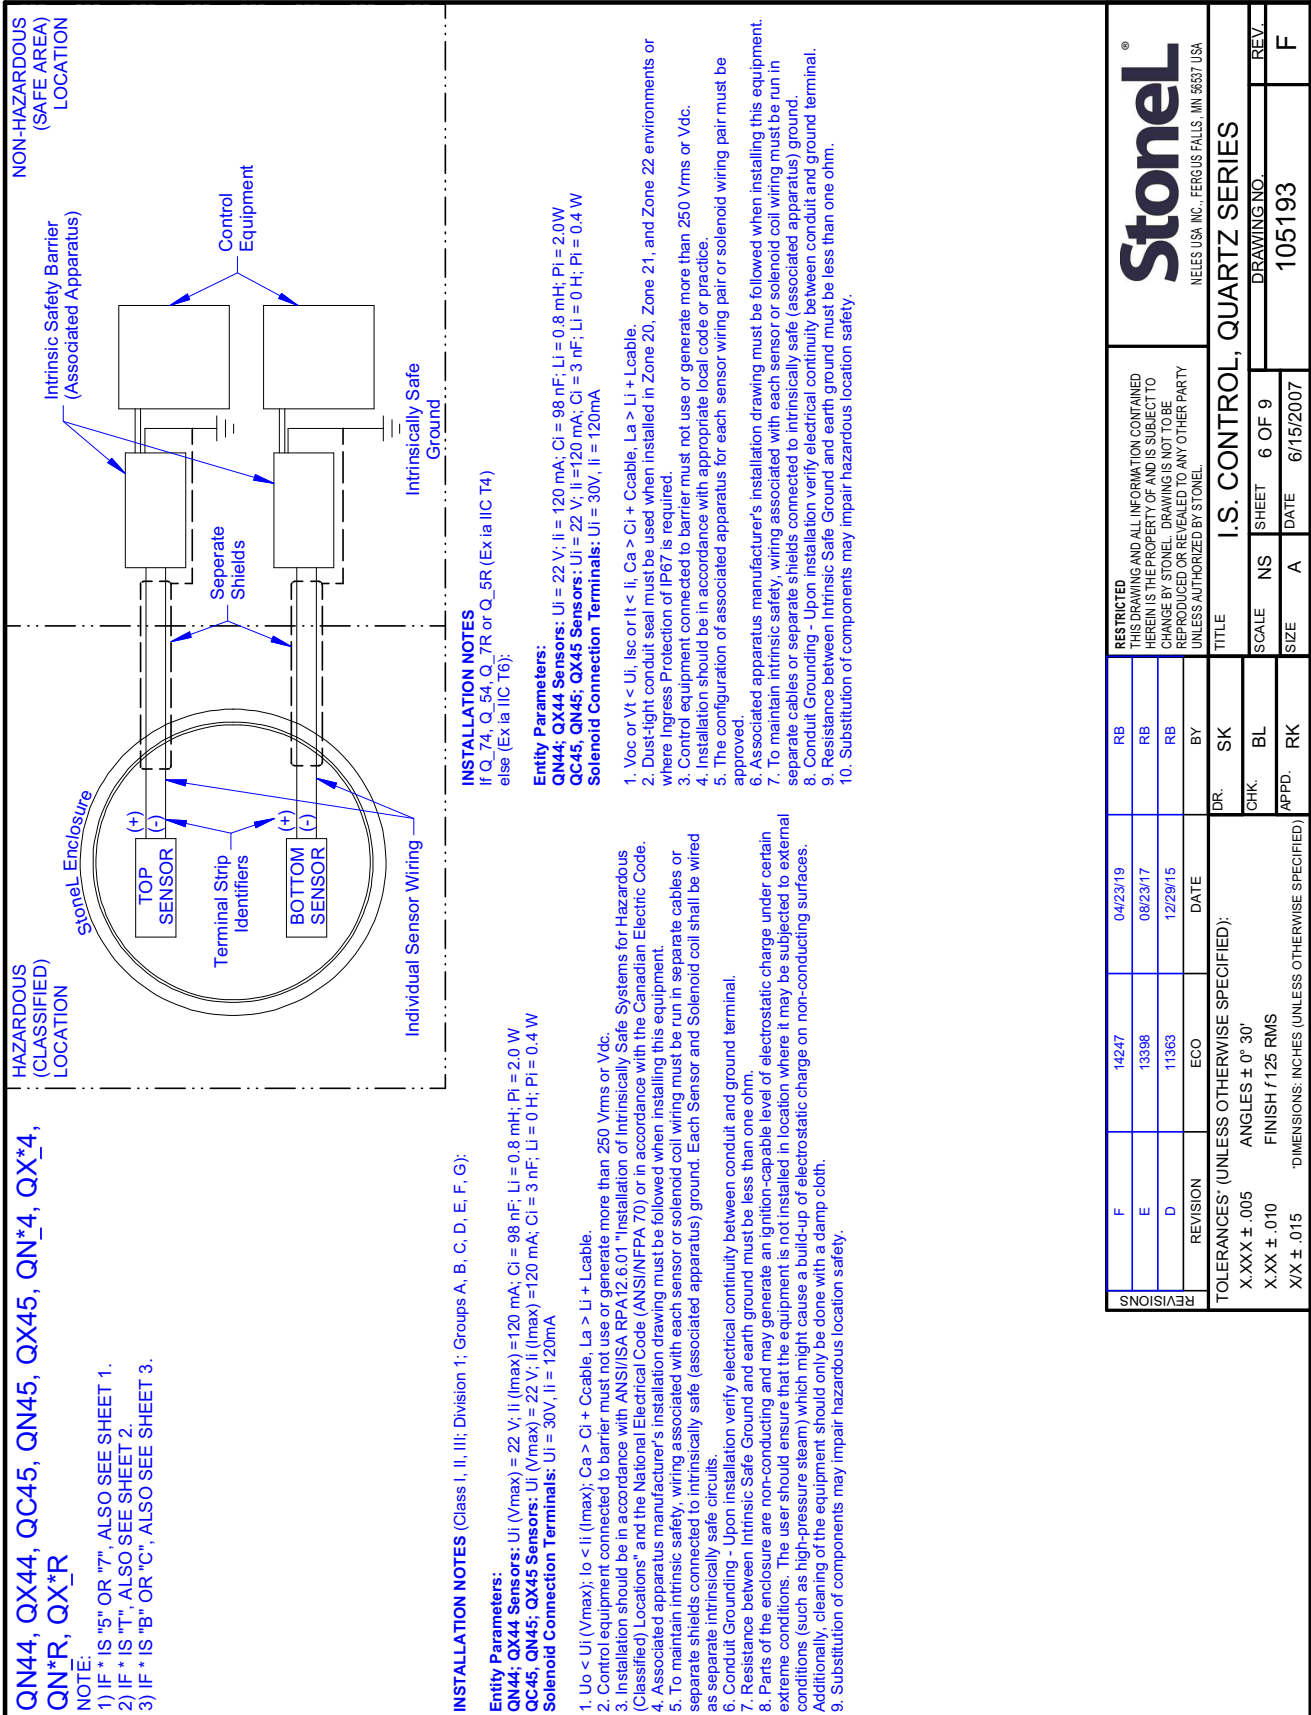 QN44, QX44, QC45, QN45, QX45, QN*4, QX*4,
QN*R, QX*R
NOTE:
1) IF * IS "5" OR "7", ALSO SEE SHEET 1.
2) IF * IS "T", ALSO SEE SHEET 2.
3) IF * IS "B" OR "C", ALSO SEE SHEET 3.
HAZARDOUS
(CLASSIFIED)
LOCATION
NON-HAZARDOUS
(SAFE AREA)
LOCATION
StoneL Enclosure
TOP
SENSOR
(+)
(-)
Terminal Strip
Identifiers
BOTTOM
SENSOR
(+)
(-)
Individual Sensor Wiring
Seperate
Shields
Intrinsic Safety Barrier
(Associated Apparatus)
Control
Equipment
Intrinsically Safe
Ground
INSTALLATION NOTES (Class I, II, III; Division 1; Groups A, B, C, D, E, F, G):
Entity Parameters:
QN44; QX44 Sensors: Ui (Vmax) = 22 V; Ii (Imax) =120 mA; Ci = 98 nF; Li = 0.8 mH; Pi = 2.0 W
QC45, QN45; QX45 Sensors: Ui (Vmax) = 22 V; Ii (Imax) =120 mA; Ci = 3 nF; Li = 0 H; Pi = 0.4 W
Solenoid Connection Terminals: Ui = 30V, Ii = 120mA
1. Uo < Ui (Vmax); Io < Ii (Imax); Ca > Ci + Ccable, La > Li + Lcable.
2. Control equipment connected to barrier must not use or generate more than 250 Vrms or Vdc.
3. Installation should be in accordance with ANSI/ISA RPA12.6.01 "Installation of Intrinsically Safe Systems for Hazardous
(Classified) Locations" and the National Electrical Code (ANSI/NFPA 70) or in accordance with the Canadian Electric Code.
4. Associated apparatus manufacturer's installation drawing must be followed when installing this equipment.
5. To maintain intrinsic safety, wiring associated with each sensor or solenoid coil wiring must be run in separate cables or
separate shields connected to intrinsically safe (associated apparatus) ground. Each Sensor and Solenoid coil shall be wired
as separate intrinsically safe circuits.
6. Conduit Grounding - Upon installation verify electrical continuity between conduit and ground terminal.
7. Resistance between Intrinsic Safe Ground and earth ground must be less than one ohm.
8. Parts of the enclosure are non-conducting and may generate an ignition-capable level of electrostatic charge under certain
extreme conditions. The user should ensure that the equipment is not installed in location where it may be subjected to external
conditions (such as high-pressure steam) which might cause a build-up of electrostatic charge on non-conducting surfaces.
Additionally, cleaning of the equipment should only be done with a damp cloth.
9. Substitution of components may impair hazardous location safety.
INSTALLATION NOTES
If Q_74, Q_54, Q_7R or Q_5R (Ex ia IIC T4)
else (Ex ia IIC T6):
Entity Parameters:
QN44; QX44 Sensors: Ui = 22 V; Ii = 120 mA; Ci = 98 nF; Li = 0.8 mH; Pi = 2.0W
QC45, QN45; QX45 Sensors: Ui = 22 V; Ii =120 mA; Ci = 3 nF; Li = 0 H; Pi = 0.4 W
Solenoid Connection Terminals: Ui = 30V, Ii = 120mA
1. Voc or Vt < Ui, Isc or It < Ii, Ca > Ci + Ccable, La > Li + Lcable.
2. Dust-tight conduit seal must be used when installed in Zone 20, Zone 21, and Zone 22 environments or
where Ingress Protection of IP67 is required.
3. Control equipment connected to barrier must not use or generate more than 250 Vrms or Vdc.
4. Installation should be in accordance with appropriate local code or practice.
5. The configuration of associated apparatus for each sensor wiring pair or solenoid wiring pair must be
approved.
6. Associated apparatus manufacturer's installation drawing must be followed when installing this equipment.
7. To maintain intrinsic safety, wiring associated with each sensor or solenoid coil wiring must be run in
separate cables or separate shields connected to intrinsically safe (associated apparatus) ground.
8. Conduit Grounding - Upon installation verify electrical continuity between conduit and ground terminal.
9. Resistance between Intrinsic Safe Ground and earth ground must be less than one ohm.
10. Substitution of components may impair hazardous location safety.
REVISIONS
F 14247 04/23/19 RB
E 13398 08/23/17 RB
D 11363 12/29/15 RB
REVISION ECO DATE BY
TOLERANCES* (UNLESS OTHERWISE SPECIFIED):
X.XXX ± .005 ANGLES ± 0° 30'
X.XX ± .010 FINISH ƒ125 RMS
X/X ± .015 *DIMENSIONS: INCHES (UNLESS OTHERWISE SPECIFIED)
DR. SK
CHK. BL
APPD. RK
RESTRICTED
THIS DRAWING AND ALL INFORMATION CONTAINED
HEREIN IS THE PROPERTY OF AND IS SUBJECT TO
CHANGE BY STONEL. DRAWING IS NOT TO BE
REPRODUCED OR REVEALED TO ANY OTHER PARTY
UNLESS AUTHORIZED BY STONEL.
StoneL®
NELES USA INC., FERGUS FALLS, MN 56537 USA
TITLE
I.S. CONTROL, QUARTZ SERIES
SCALE NS
SHEET 6 OF 9
DRAWING NO.
105193
REV.
F
SIZE A
DATE 6/15/2007